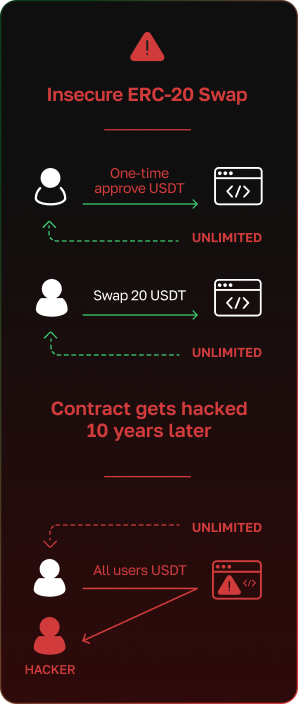 Insecure ERC-20 Swap
One-time
approve USDT
</>
UNLIMITED
Swap 20 USDT
</>
UNLIMITED
Contract gets hacked
10 years later
UNLIMITED
All users USDT
</>
HACKER